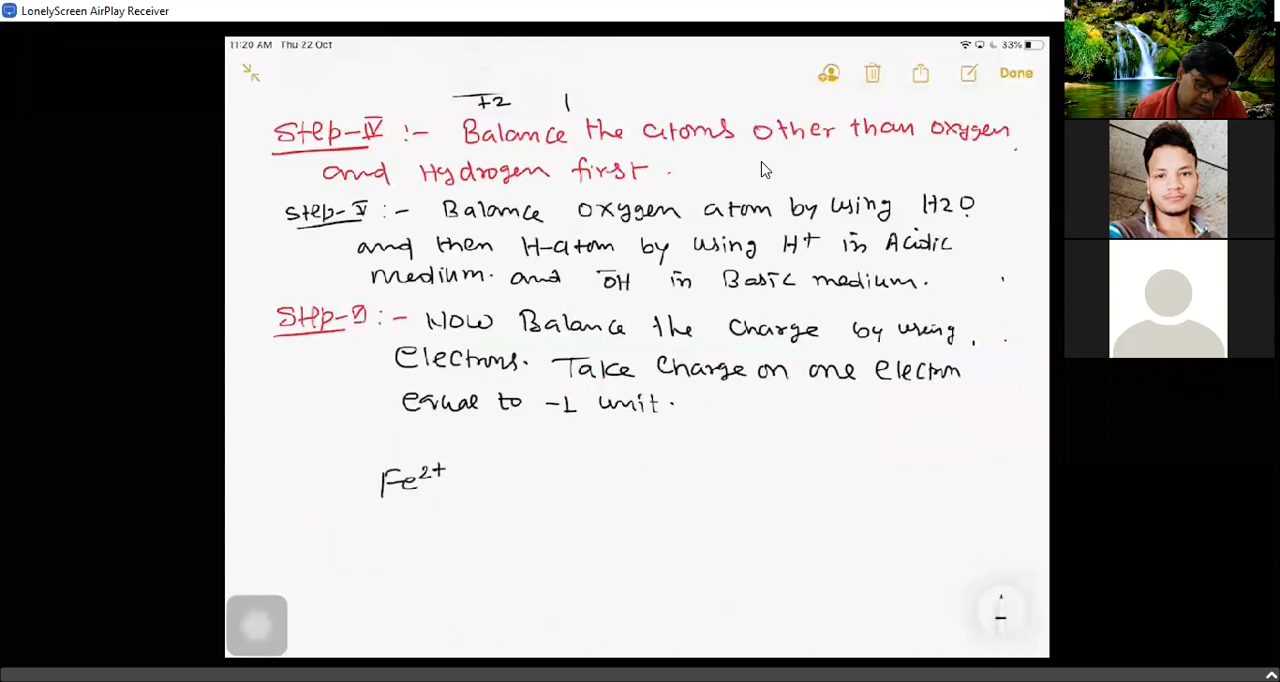 LonelyScreen AirPlay Receiver
11:20 AM Thu 22 Oct
33%
Done
+2 1
Step-IV :- Balance the atoms other than oxygen
and Hydrogen first.
Step-V :- Balance oxygen atom by using H2O
and then H-atom by using H+ in Acidic
medium. and OH in Basic medium.
Step- :- Now Balance the charge by using
Electrons. Take charge on one Electron
equal to -1 unit.
Fe2+